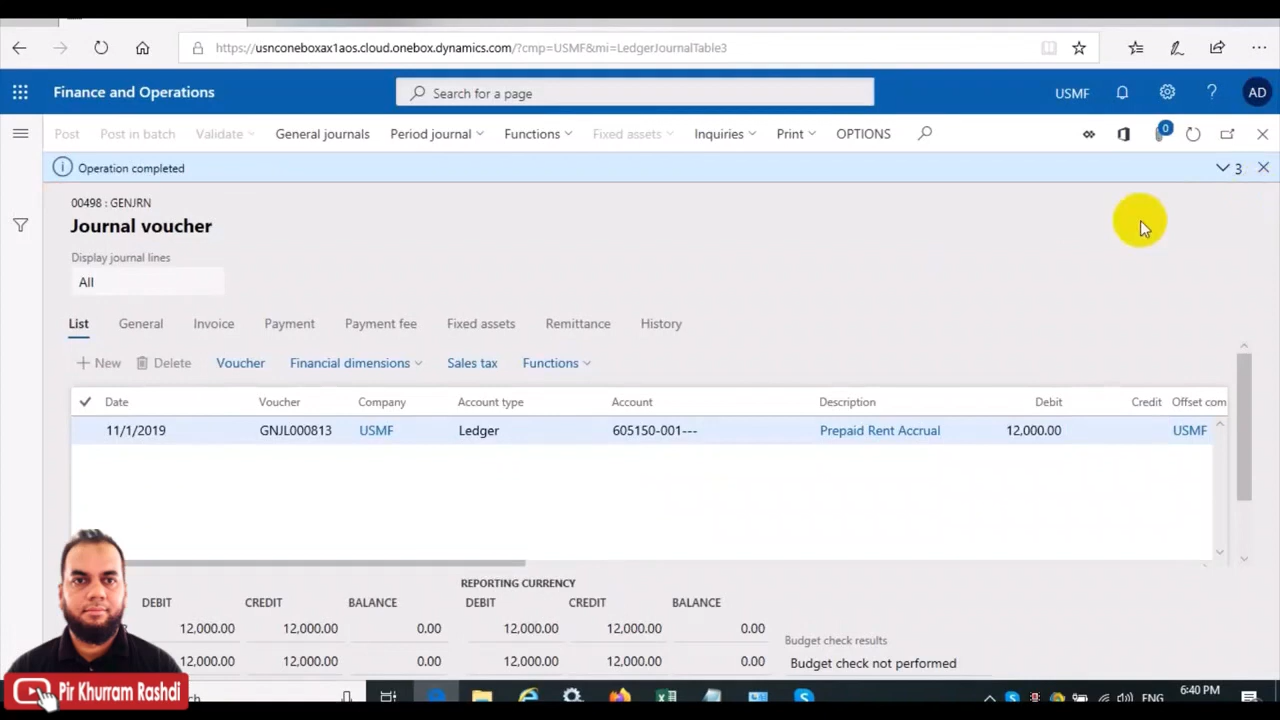 https://usnconeboxax1aos.cloud.onebox.dynamics.com/?cmp=USMF&mi=LedgerJournalTable3
Finance and Operations
Search for a page
USMF
AD
Post
Post in batch
Validate
General journals
Period journal
Functions
Fixed assets
Inquiries
Print
OPTIONS
0
Operation completed
3
00498 : GENJRN
Journal voucher
Display journal lines
All
List
General
Invoice
Payment
Payment fee
Fixed assets
Remittance
History
New
Delete
Voucher
Financial dimensions
Sales tax
Functions
Date Voucher Company Account type Account Description Debit Credit Offset com
11/1/2019 GNJL000813 USMF Ledger 605150-001--- Prepaid Rent Accrual 12,000.00 USMF
REPORTING CURRENCY
DEBIT CREDIT BALANCE DEBIT CREDIT BALANCE
12,000.00 12,000.00 0.00 12,000.00 12,000.00 0.00
Budget check results
12,000.00 12,000.00 0.00 12,000.00 12,000.00 0.00
Budget check not performed
Pir Khurram Rashdi
ENG
6:40 PM